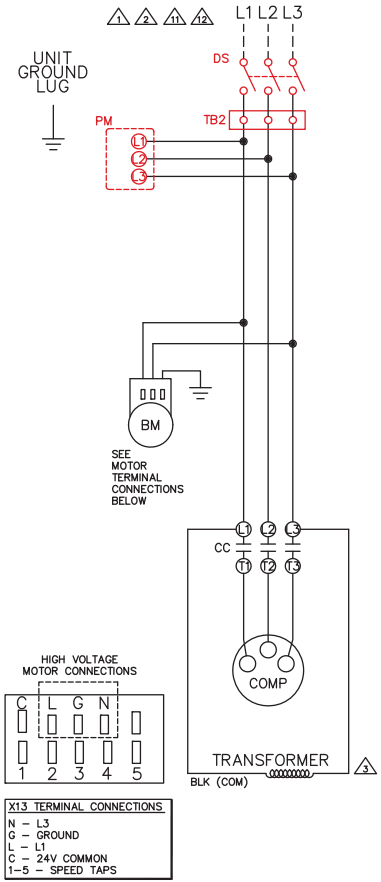 1 2 11 12
L1 L2 L3
UNIT
GROUND
LUG
DS
PM
TB2
L1
L2
L3
BM
SEE
MOTOR
TERMINAL
CONNECTIONS
BELOW
L1 L2 L3
CC
T1 T2 T3
COMP
HIGH VOLTAGE
MOTOR CONNECTIONS
C L G N
1 2 3 4 5
TRANSFORMER
3
BLK (COM)
X13 TERMINAL CONNECTIONS
N – L3
G – GROUND
L – L1
C – 24V COMMON
1–5 – SPEED TAPS